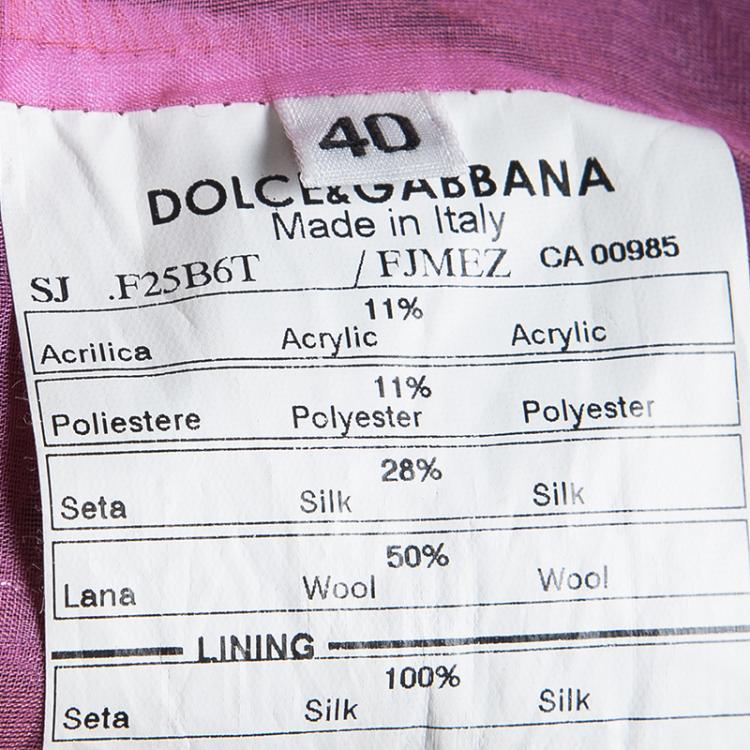 40
DOLCE&GABBANA
Made in Italy
SJ .F25B6T / FJMEZ CA 00985
11%
Acrilica Acrylic Acrylic
11%
Poliestere Polyester Polyester
28%
Seta Silk Silk
50%
Lana Wool Wool
LINING
100%
Seta Silk Silk